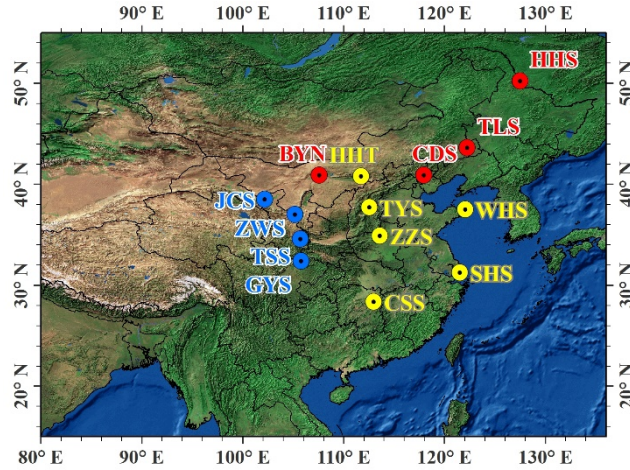 80° E 90° E 100° E 110° E 120° E 130° E
50° N 50° N
HHS
TLS
BYN HHT CDS
40° N 40° N
JCS
TYS WHS
ZWS
ZZS
TSS
GYS
SHS
30° N 30° N
CSS
20° N 20° N
80° E 90° E 100° E 110° E 120° E 130° E